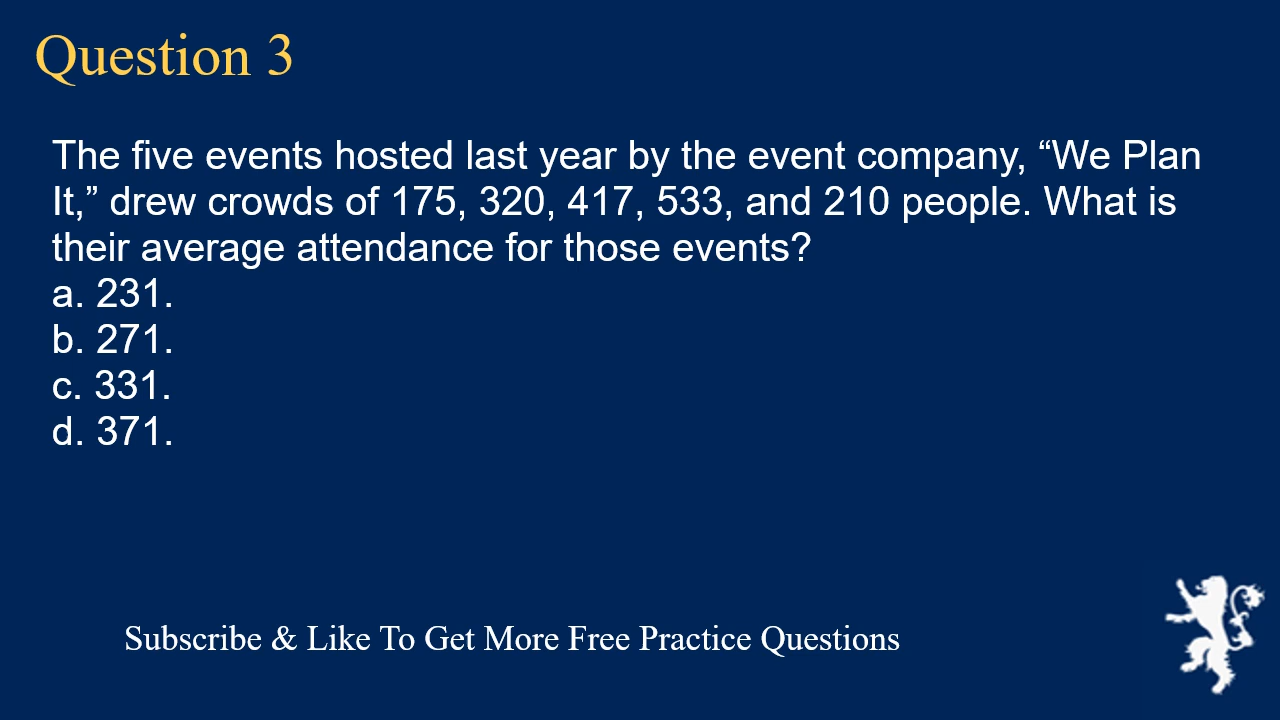 Question 3
The five events hosted last year by the event company, “We Plan
It,” drew crowds of 175, 320, 417, 533, and 210 people. What is
their average attendance for those events?
a. 231.
b. 271.
c. 331.
d. 371.
Subscribe & Like To Get More Free Practice Questions